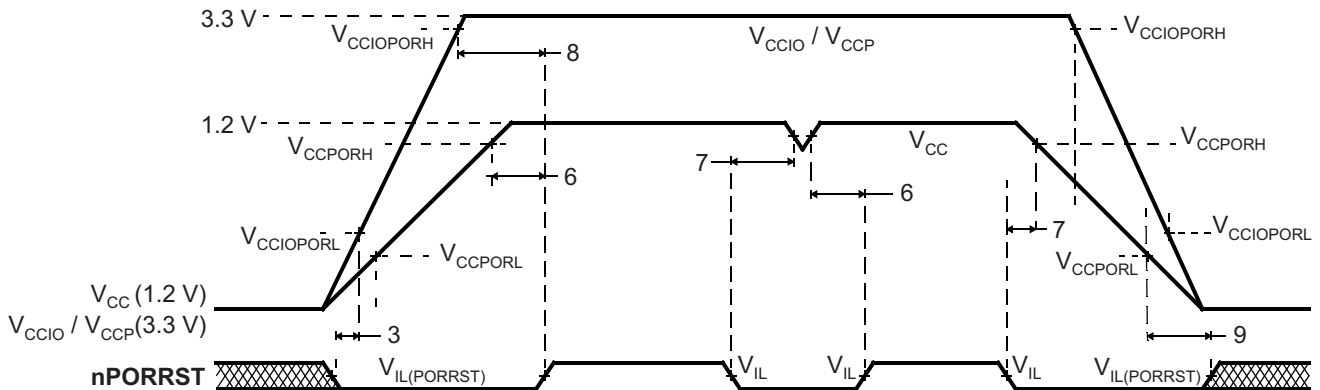 3.3 V
VCCIOPORH
VCCIO / VCCP
VCCIOPORH
8
1.2 V
VCCPORH
VCC
VCCPORH
6
7
6
7
VCCIOPORL
VCCPORL
VCCPORL
VCCIOPORL
VCC (1.2 V)
VCCIO / VCCP(3.3 V)
3
9
nPORRST
VIL(PORRST)
VIL
VIL
VIL
VIL(PORRST)